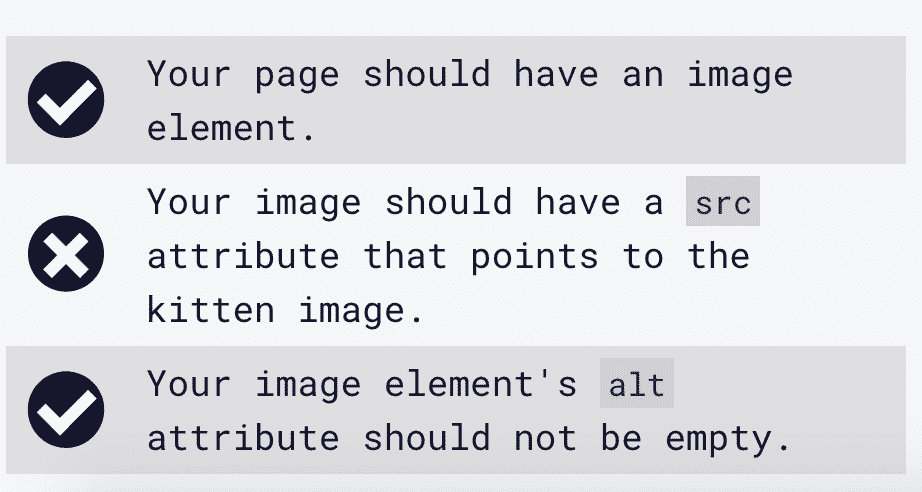 Your page should have an image
element.
Your image should have a src
attribute that points to the
kitten image.
Your image element's alt
attribute should not be empty.